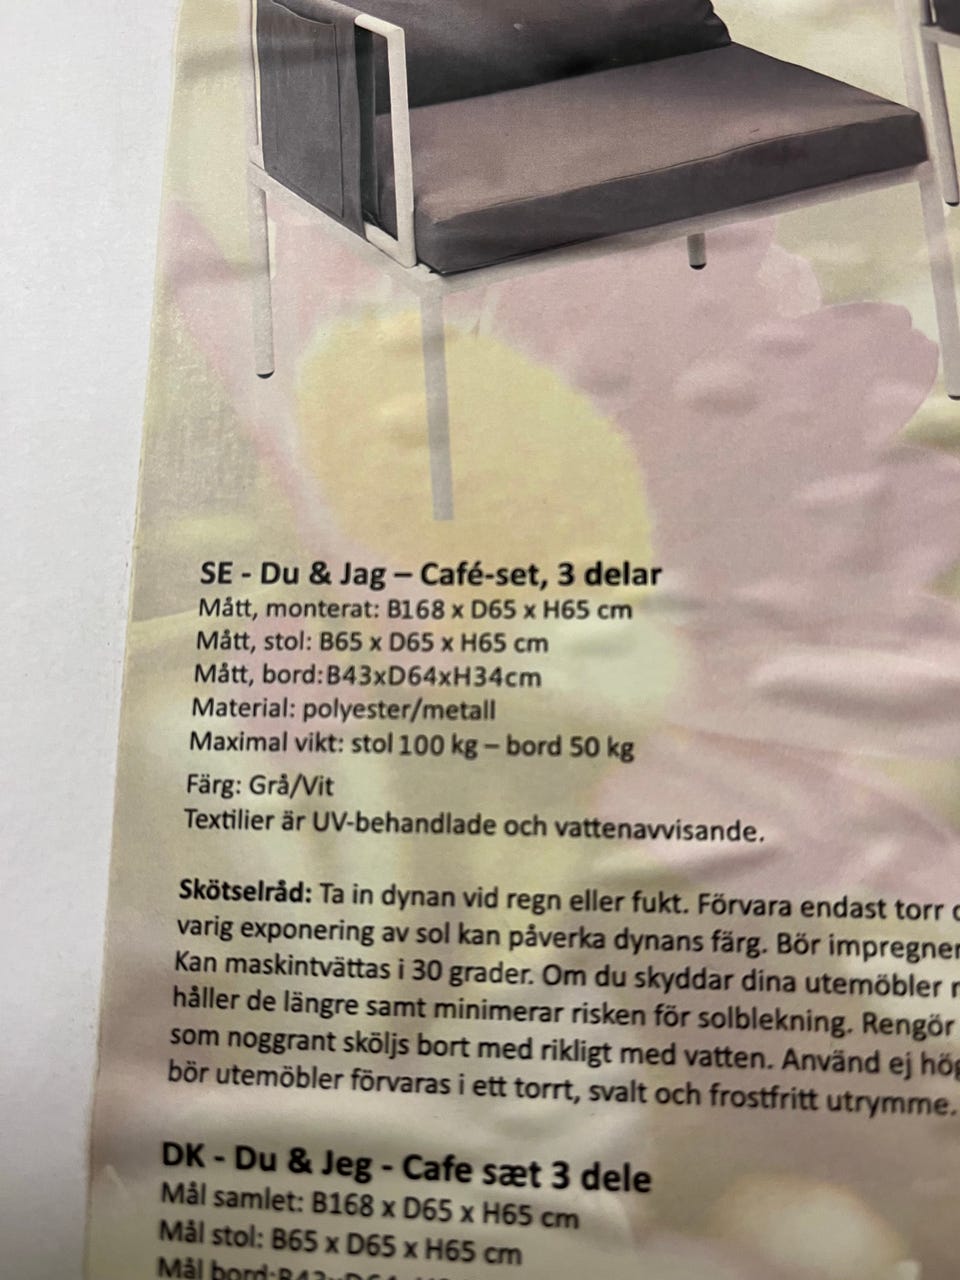 SE - Du & Jag – Café-set, 3 delar
Mått, monterat: B168 x D65 x H65 cm
Mått, stol: B65 x D65 x H65 cm
Mått, bord:B43xD64xH34cm
Material: polyester/metall
Maximal vikt: stol 100 kg – bord 50 kg
Färg: Grå/Vit
Textilier är UV-behandlade och vattenavvisande.
Skötselråd: Ta in dynan vid regn eller fukt. Förvara endast torr
varig exponering av sol kan påverka dynans färg. Bör impregner
Kan maskintvättas i 30 grader. Om du skyddar dina utemöbler
håller de längre samt minimerar risken för solblekning. Rengör
som noggrant sköljs bort med rikligt med vatten. Använd ej hög
bör utemöbler förvaras i ett torrt, svalt och frostfritt utrymme.
DK - Du & Jeg - Cafe sæt 3 dele
Mål samlet: B168 x D65 x H65 cm
Mål stol: B65 x D65 x H65 cm
Mål bord: